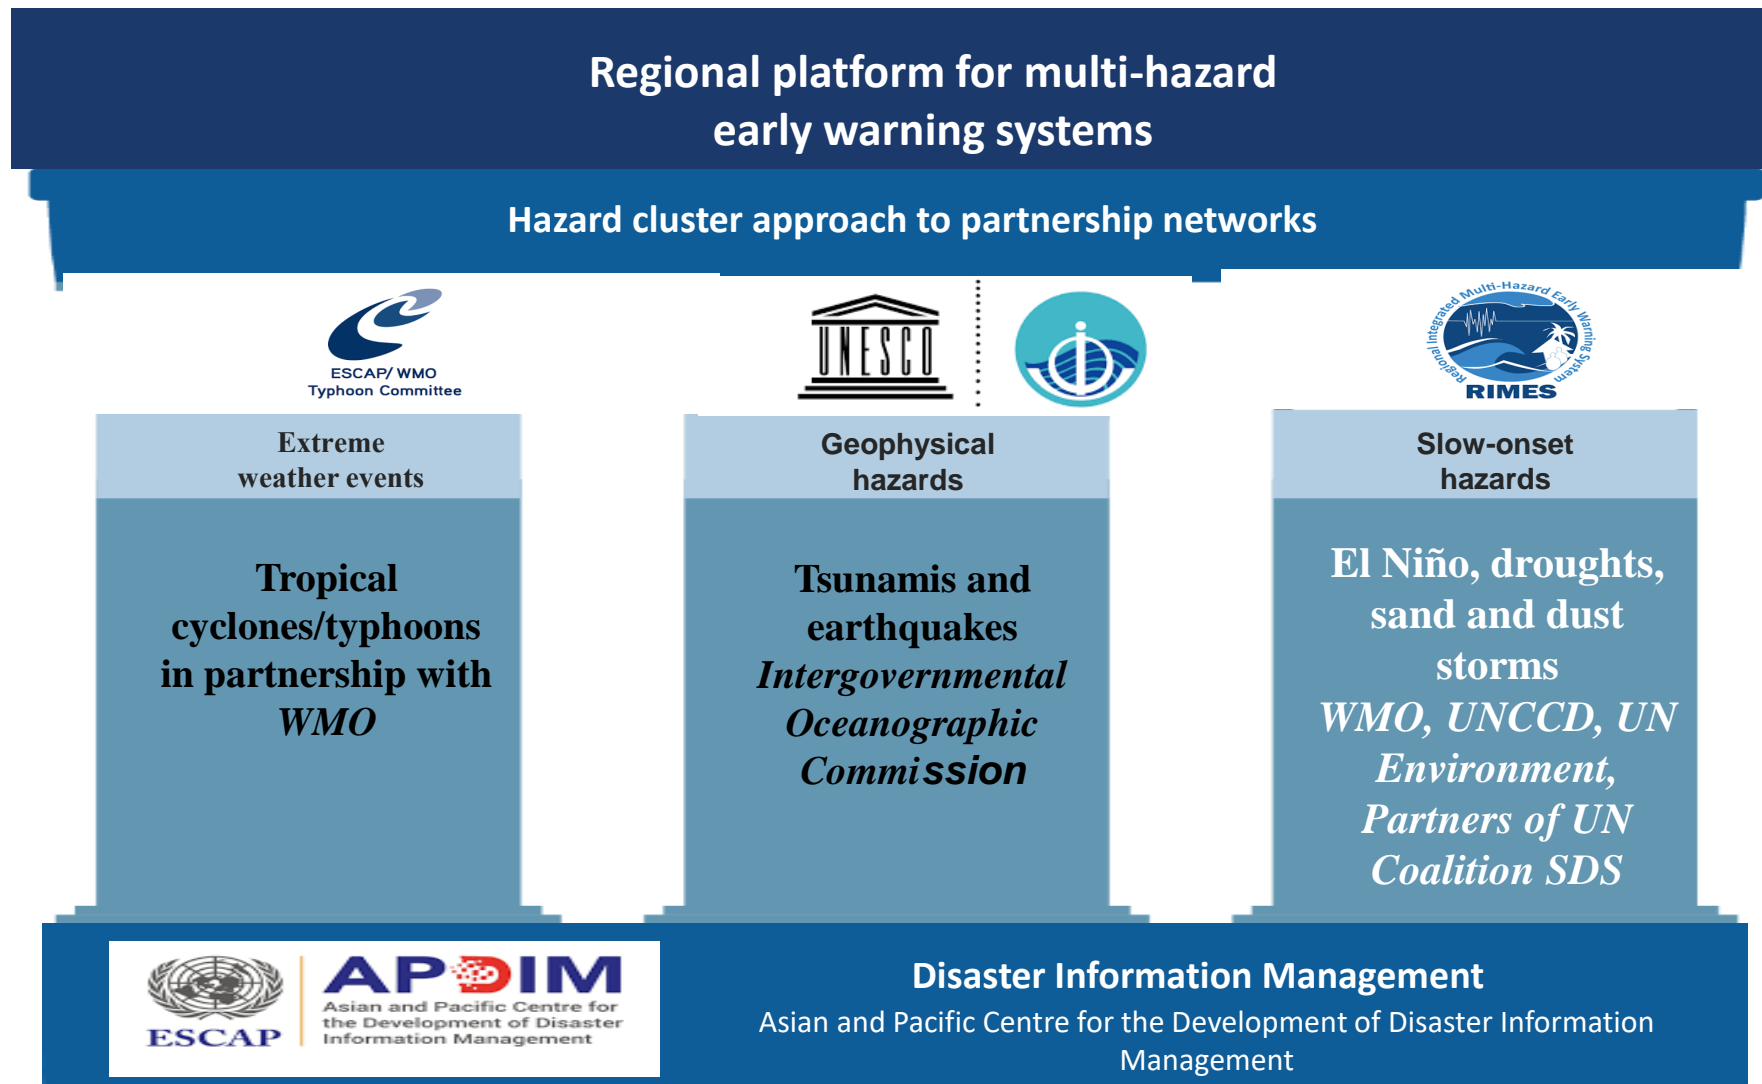 Regional platform for multi-hazard
early warning systems
Hazard cluster approach to partnership networks
ESCAP/ WMO
Typhoon Committee
UNESCO
Regional Integrated Multi-Hazard Early Warning System
RIMES
Extreme
weather events
Geophysical
hazards
Slow-onset
hazards
Tropical
cyclones/typhoons
in partnership with
WMO
Tsunamis and
earthquakes
Intergovernmental
Oceanographic
Commission
El Niño, droughts,
sand and dust
storms
WMO, UNCCD, UN
Environment,
Partners of UN
Coalition SDS
ESCAP
APDIM
Asian and Pacific Centre for
the Development of Disaster
Information Management
Disaster Information Management
Asian and Pacific Centre for the Development of Disaster Information
Management